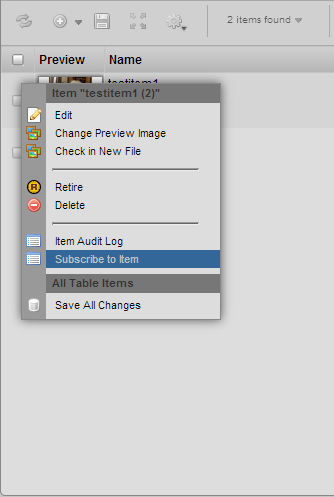 2 items found
Preview Name
testitem1
Item "testitem1 (2)"
Edit
Change Preview Image
Check in New File
R Retire
Delete
Item Audit Log
Subscribe to Item
All Table Items
Save All Changes